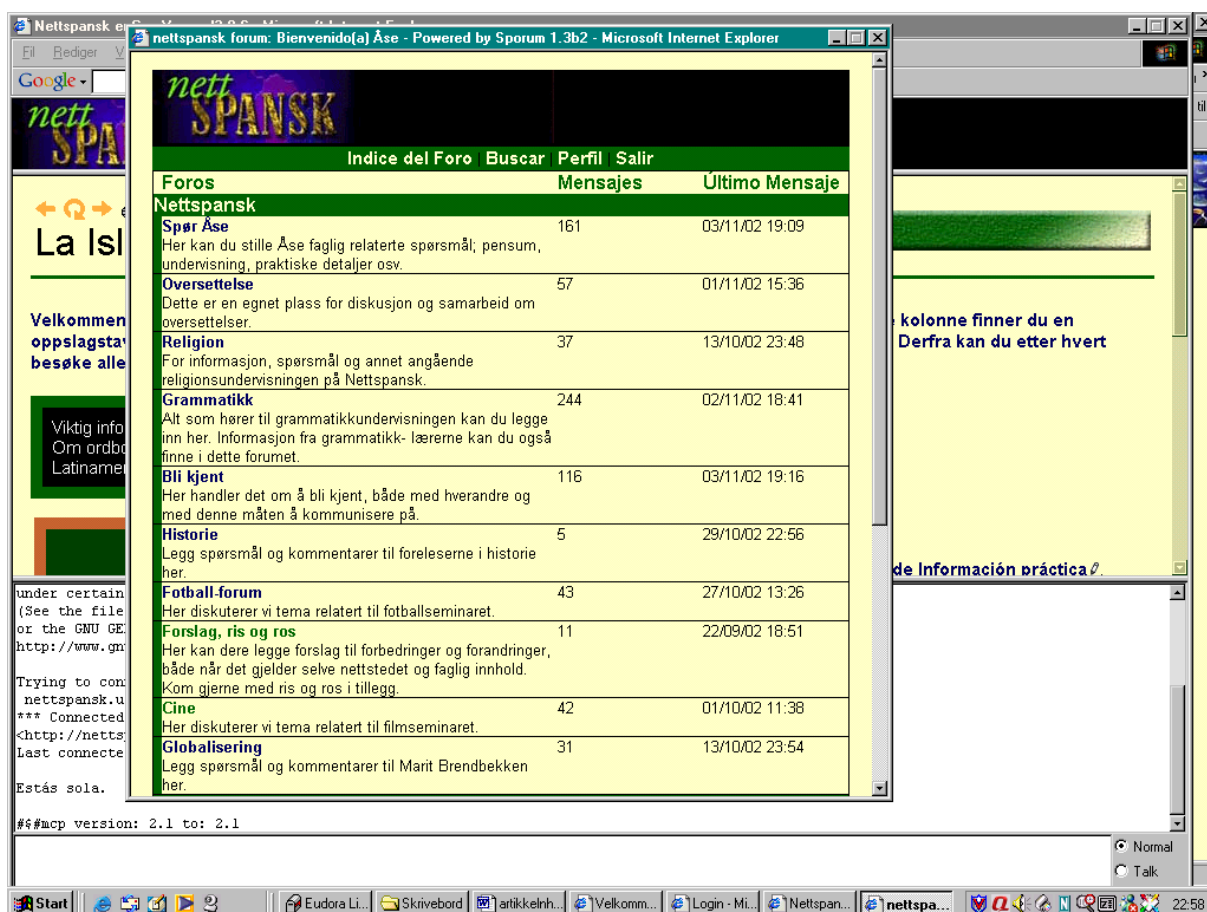 Nettspansk e
nettspansk forum: Bienvenido(a) Åse - Powered by Sporum 1.3b2 - Microsoft Internet Explorer
Fil Rediger V
Google
nett
SPA
nett
SPANSK
til
Indice del Foro | Buscar | Perfil | Salir
Foros Mensajes Último Mensaje
Nettspansk
Spør Åse 161 03/11/02 19:09
Her kan du stille Åse faglig relaterte spørsmål; pensum,
undervisning, praktiske detaljer osv.
Oversettelse 57 01/11/02 15:36
Dette er en egnet plass for diskusjon og samarbeid om
oversettelser.
Religion 37 13/10/02 23:48
For informasjon, spørsmål og annet angående
religionsundervisningen på Nettspansk.
Grammatikk 244 02/11/02 18:41
Alt som hører til grammatikkundervisningen kan du legge
inn her. Informasjon fra grammatikk- lærerne kan du også
finne i dette forumet.
Bli kjent 116 03/11/02 19:16
Her handler det om å bli kjent, både med hverandre og
med denne måten å kommunisere på.
Historie 5 29/10/02 22:56
Legg spørsmål og kommentarer til foreleserne i historie
her.
Fotball-forum 43 27/10/02 13:26
Her diskuterer vi tema relatert til fotballseminaret.
Forslag, ris og ros 11 22/09/02 18:51
Her kan dere legge forslag til forbedringer og forandringer,
både når det gjelder selve nettstedet og faglig innhold.
Kom gjerne med ris og ros i tillegg.
Cine 42 01/10/02 11:38
Her diskuterer vi tema relatert til filmseminaret.
Globalisering 31 13/10/02 23:54
Legg spørsmål og kommentarer til Marit Brendbekken
her.
La Isl
Velkommen
oppslagsta
besøke alle
kolonne finner du en
Derfra kan du etter hvert
Viktig info
Om ordbo
Latiname
de Información práctica
under certain
(See the file
or the GNU GE
http://www.gn
Trying to con
nettspansk.u
*** Connected
<http://netts
Last connecte
Estás sola.
#$#mcp version: 2.1 to: 2.1
Normal
Talk
Start Eudora Li... Skrivebord artikkelnh... Velkomm... Login - Mi... Nettspan... nettspa... 22:58